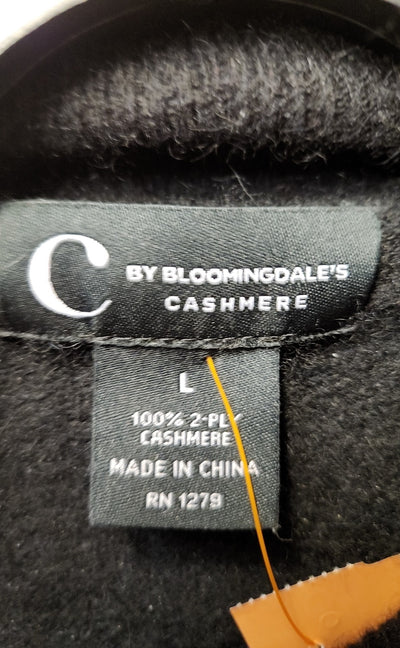 C BY BLOOMINGDALE'S
CASHMERE
L
100% 2-PLY
CASHMERE
MADE IN CHINA
RN 1279